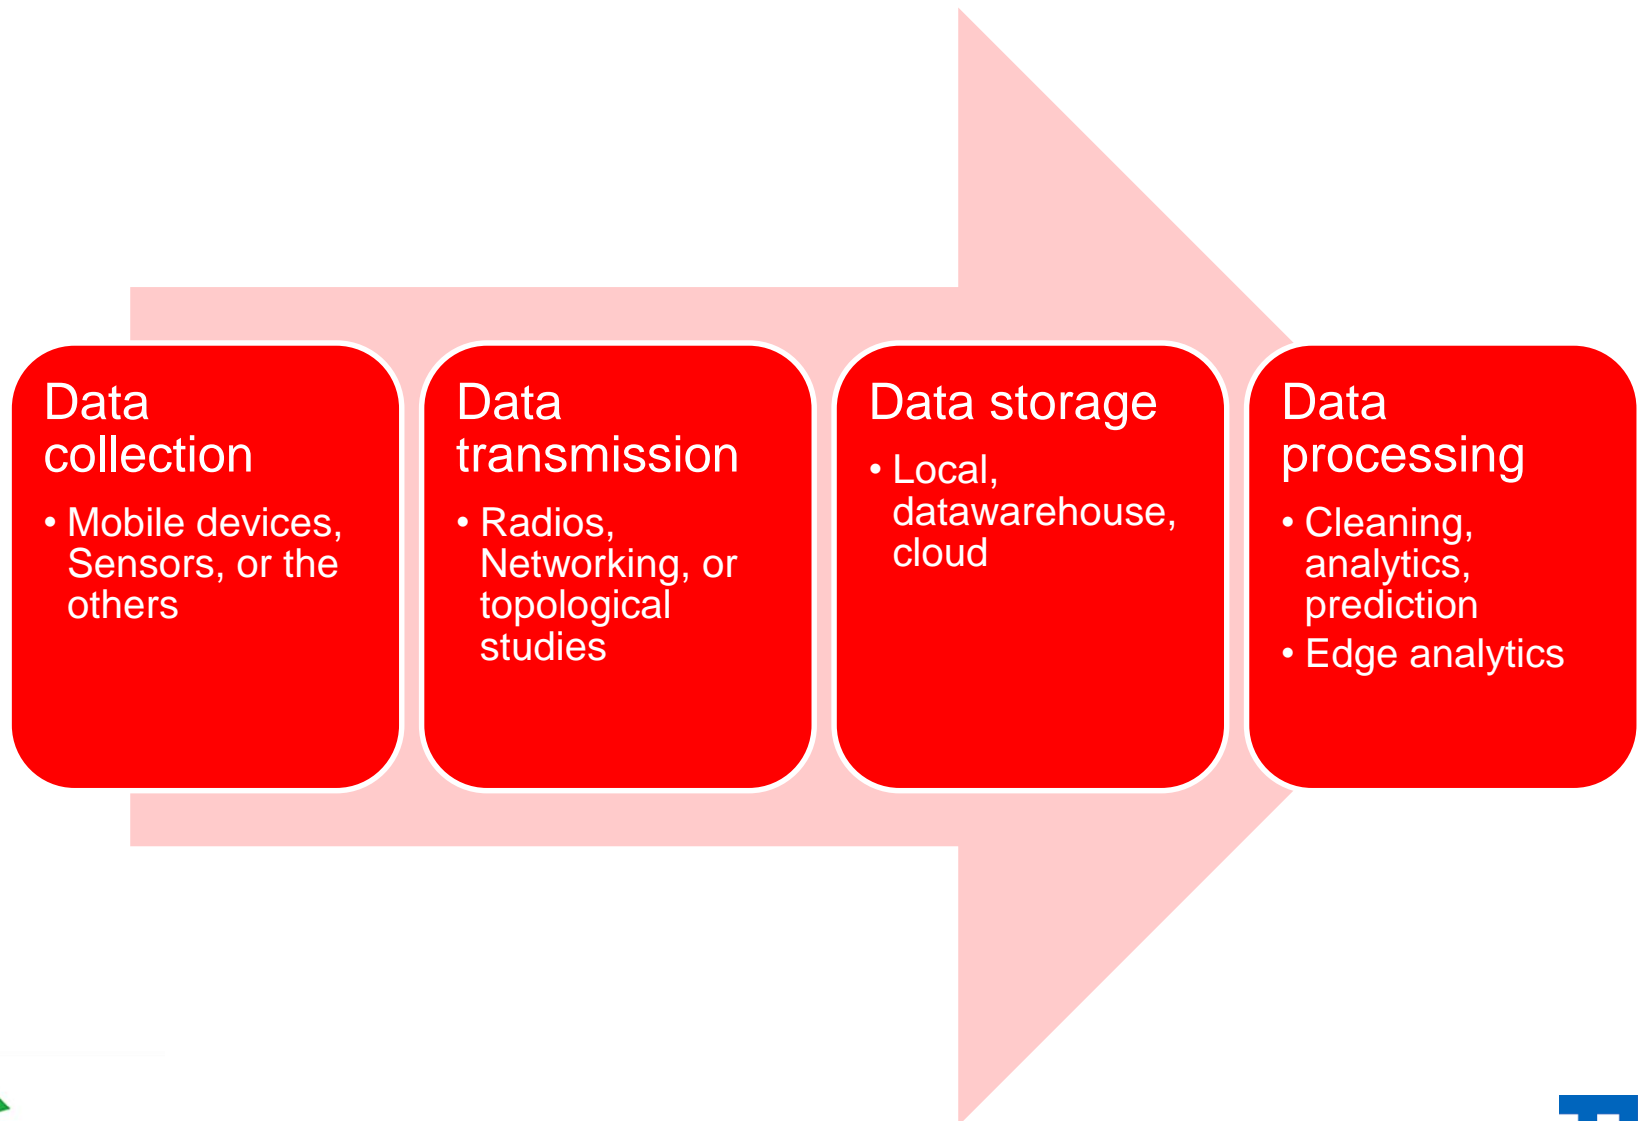 Data
collection
• Mobile devices,
Sensors, or the
others
Data
transmission
• Radios,
Networking, or
topological
studies
Data storage
• Local,
datawarehouse,
cloud
Data
processing
• Cleaning,
analytics,
prediction
• Edge analytics